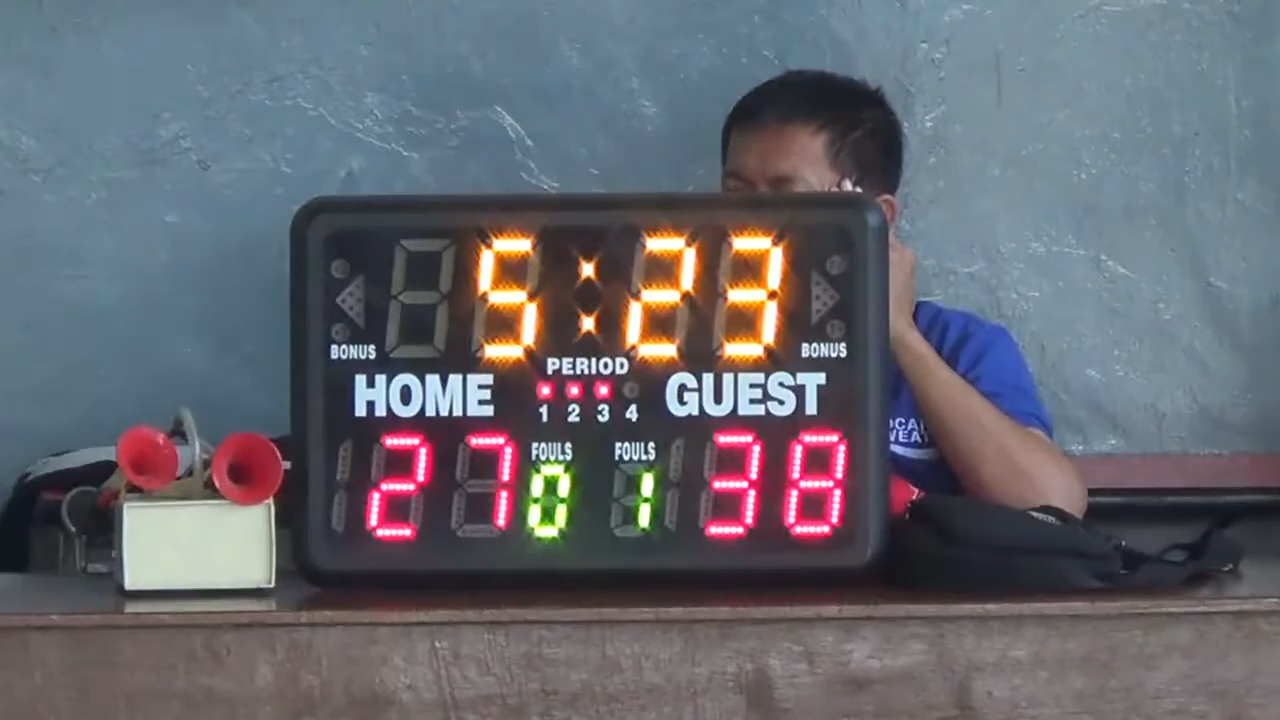 5:23
BONUS
BONUS
PERIOD
HOME
GUEST
1 2 3 4
FOULS
FOULS
27
0
1
38